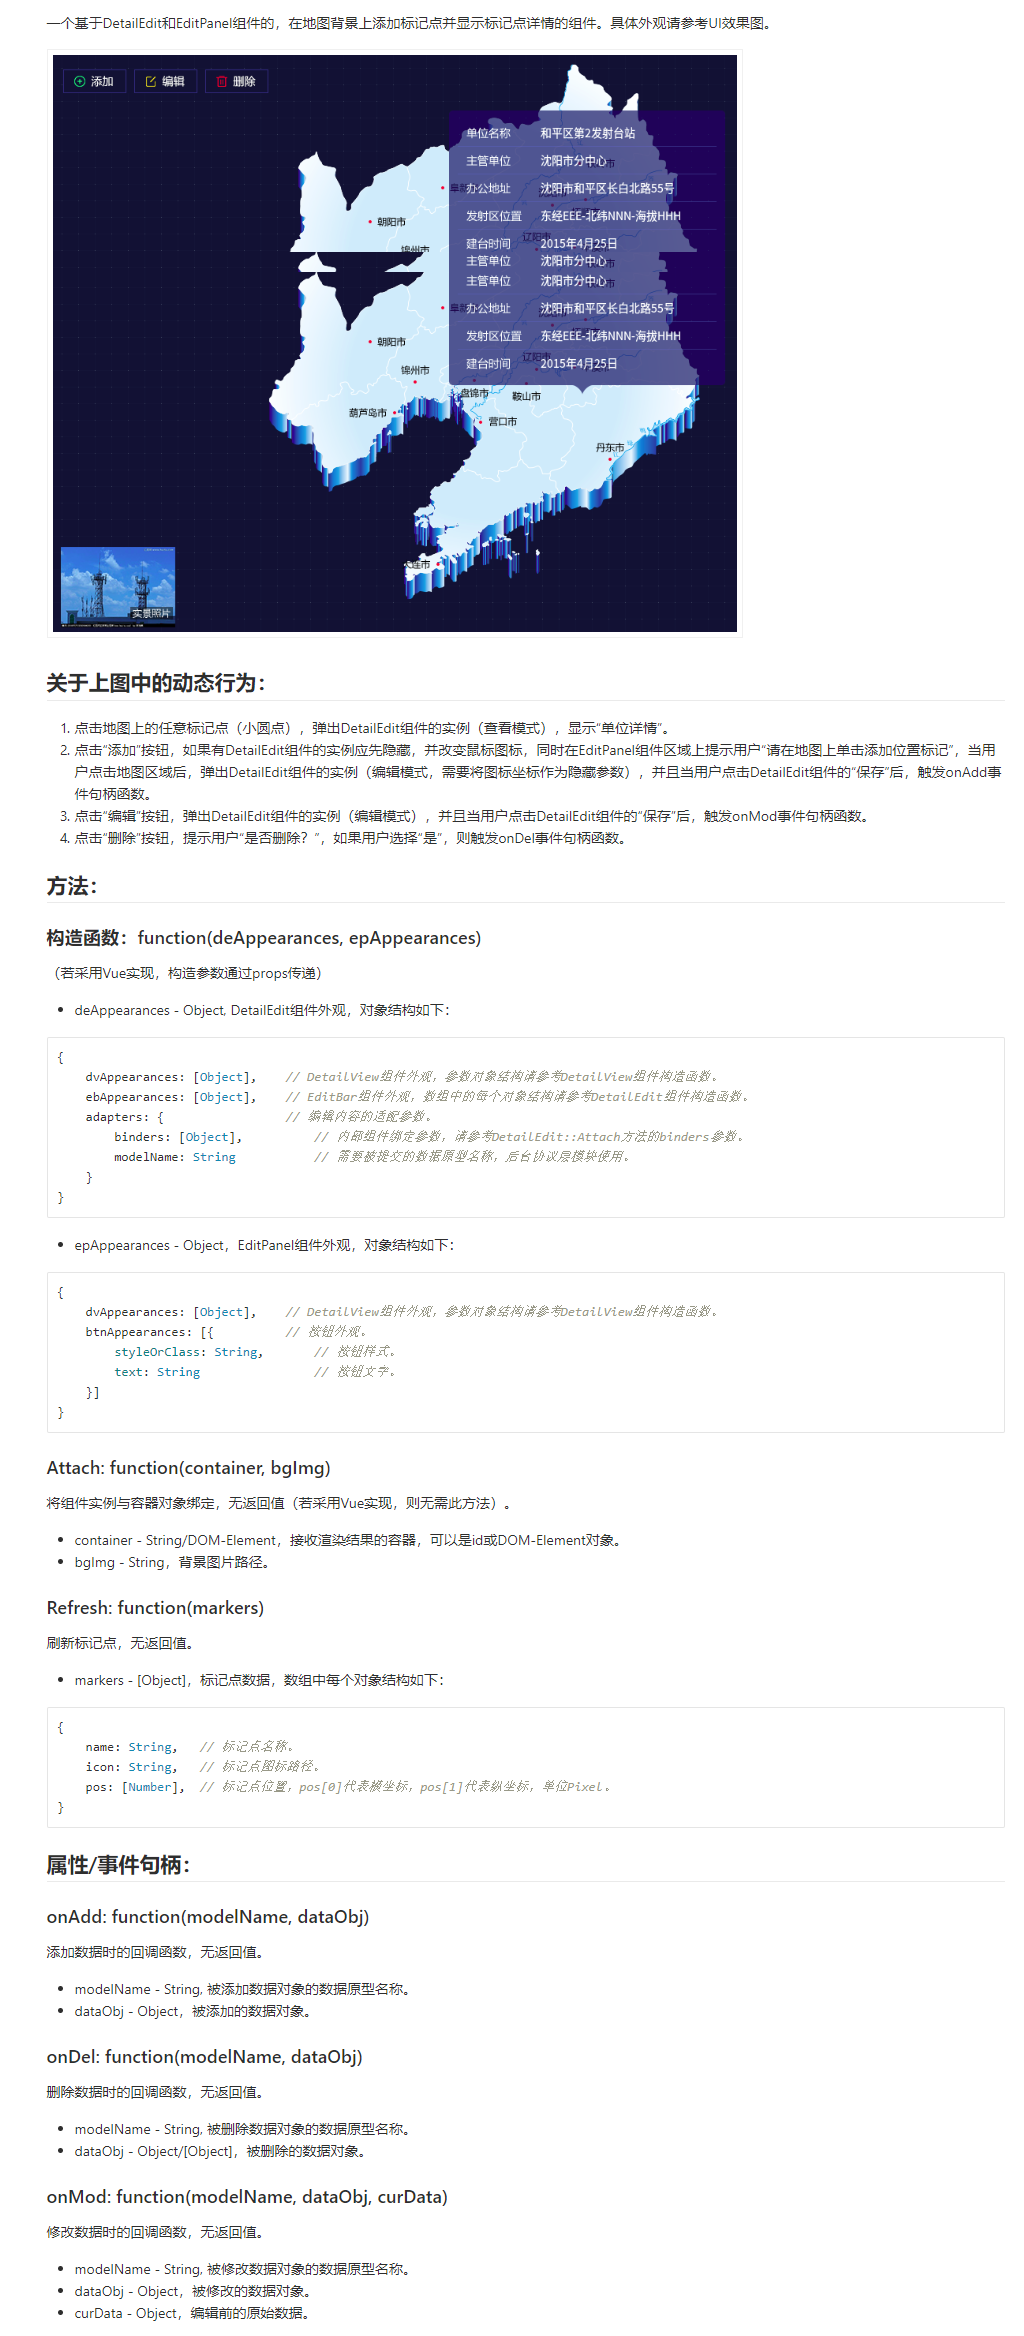 一个基于DetailEdit和EditPanel组件的，在地图背景上添加标记点并显示标记点详情的组件。具体外观请参考UI效果图。
添加 编辑 删除
单位名称 和平区第2发射台站
主管单位 沈阳市分中心
办公地址 沈阳市和平区长白北路55号
朝阳市
发射区位置 东经EEE-北纬NNN-海拔HHH
锦州市
建台时间 2015年4月25日
主管单位 沈阳市分中心
主管单位 沈阳市分中心
办公地址 沈阳市和平区长白北路55号
发射区位置 东经EEE-北纬NNN-海拔HHH
朝阳市
辽阳市
建台时间 2015年4月25日
锦州市
盘锦市
鞍山市
葫芦岛市
营口市
丹东市
大连市
实景照片
关于上图中的动态行为：
1. 点击地图上的任意标记点（小圆点），弹出DetailEdit组件的实例（查看模式），显示“单位详情”。
2. 点击“添加”按钮，如果有DetailEdit组件的实例应先隐藏，并改变鼠标图标，同时在EditPanel组件区域上提示用户“请在地图上单击添加位置标记”，当用
户点击地图区域后，弹出DetailEdit组件的实例（编辑模式，需要将图标坐标作为隐藏参数），并且当用户点击DetailEdit组件的“保存”后，触发onAdd事
件句柄函数。
3. 点击“编辑”按钮，弹出DetailEdit组件的实例（编辑模式），并且当用户点击DetailEdit组件的“保存”后，触发onMod事件句柄函数。
4. 点击“删除”按钮，提示用户“是否删除？”，如果用户选择“是”，则触发onDel事件句柄函数。
方法：
构造函数：function(deAppearances, epAppearances)
（若采用Vue实现，构造参数通过props传递）
• deAppearances - Object, DetailEdit组件外观，对象结构如下：
{
dvAppearances: [Object], // DetailView组件外观，参数对象结构请参考DetailView组件构造函数。
ebAppearances: [Object], // EditBar组件外观，数组中的每个对象结构请参考DetailEdit组件构造函数。
adapters: { // 编辑内容的适配参数。
binders: [Object], // 内部组件绑定参数，请参考DetailEdit::Attach方法的binders参数。
modelName: String // 需要被提交的数据原型名称，后台协议层模块使用。
}
}
• epAppearances - Object，EditPanel组件外观，对象结构如下：
{
dvAppearances: [Object], // DetailView组件外观，参数对象结构请参考DetailView组件构造函数。
btnAppearances: [{ // 按钮外观。
styleOrClass: String, // 按钮样式。
text: String // 按钮文字。
}]
}
Attach: function(container, bgImg)
将组件实例与容器对象绑定，无返回值（若采用Vue实现，则无需此方法）。
• container - String/DOM-Element，接收渲染结果的容器，可以是id或DOM-Element对象。
• bgImg - String，背景图片路径。
Refresh: function(markers)
刷新标记点，无返回值。
• markers - [Object]，标记点数据，数组中每个对象结构如下：
{
name: String, // 标记点名称。
icon: String, // 标记点图标路径。
pos: [Number], // 标记点位置，pos[0]代表横坐标，pos[1]代表纵坐标，单位Pixel。
}
属性/事件句柄：
onAdd: function(modelName, dataObj)
添加数据时的回调函数，无返回值。
• modelName - String, 被添加数据对象的数据原型名称。
• dataObj - Object，被添加的数据对象。
onDel: function(modelName, dataObj)
删除数据时的回调函数，无返回值。
• modelName - String, 被删除数据对象的数据原型名称。
• dataObj - Object/[Object]，被删除的数据对象。
onMod: function(modelName, dataObj, curData)
修改数据时的回调函数，无返回值。
• modelName - String, 被修改数据对象的数据原型名称。
• dataObj - Object，被修改的数据对象。
• curData - Object，编辑前的原始数据。